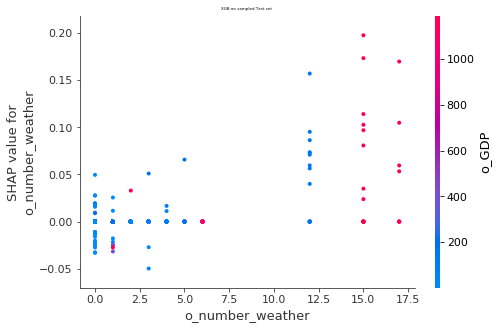 XGB on sampled Test set
0.20
0.15
0.10
0.05
0.00
−0.05
SHAP value for
o_number_weather
0.0 2.5 5.0 7.5 10.0 12.5 15.0 17.5
o_number_weather
1000
800
600
400
200
o_GDP